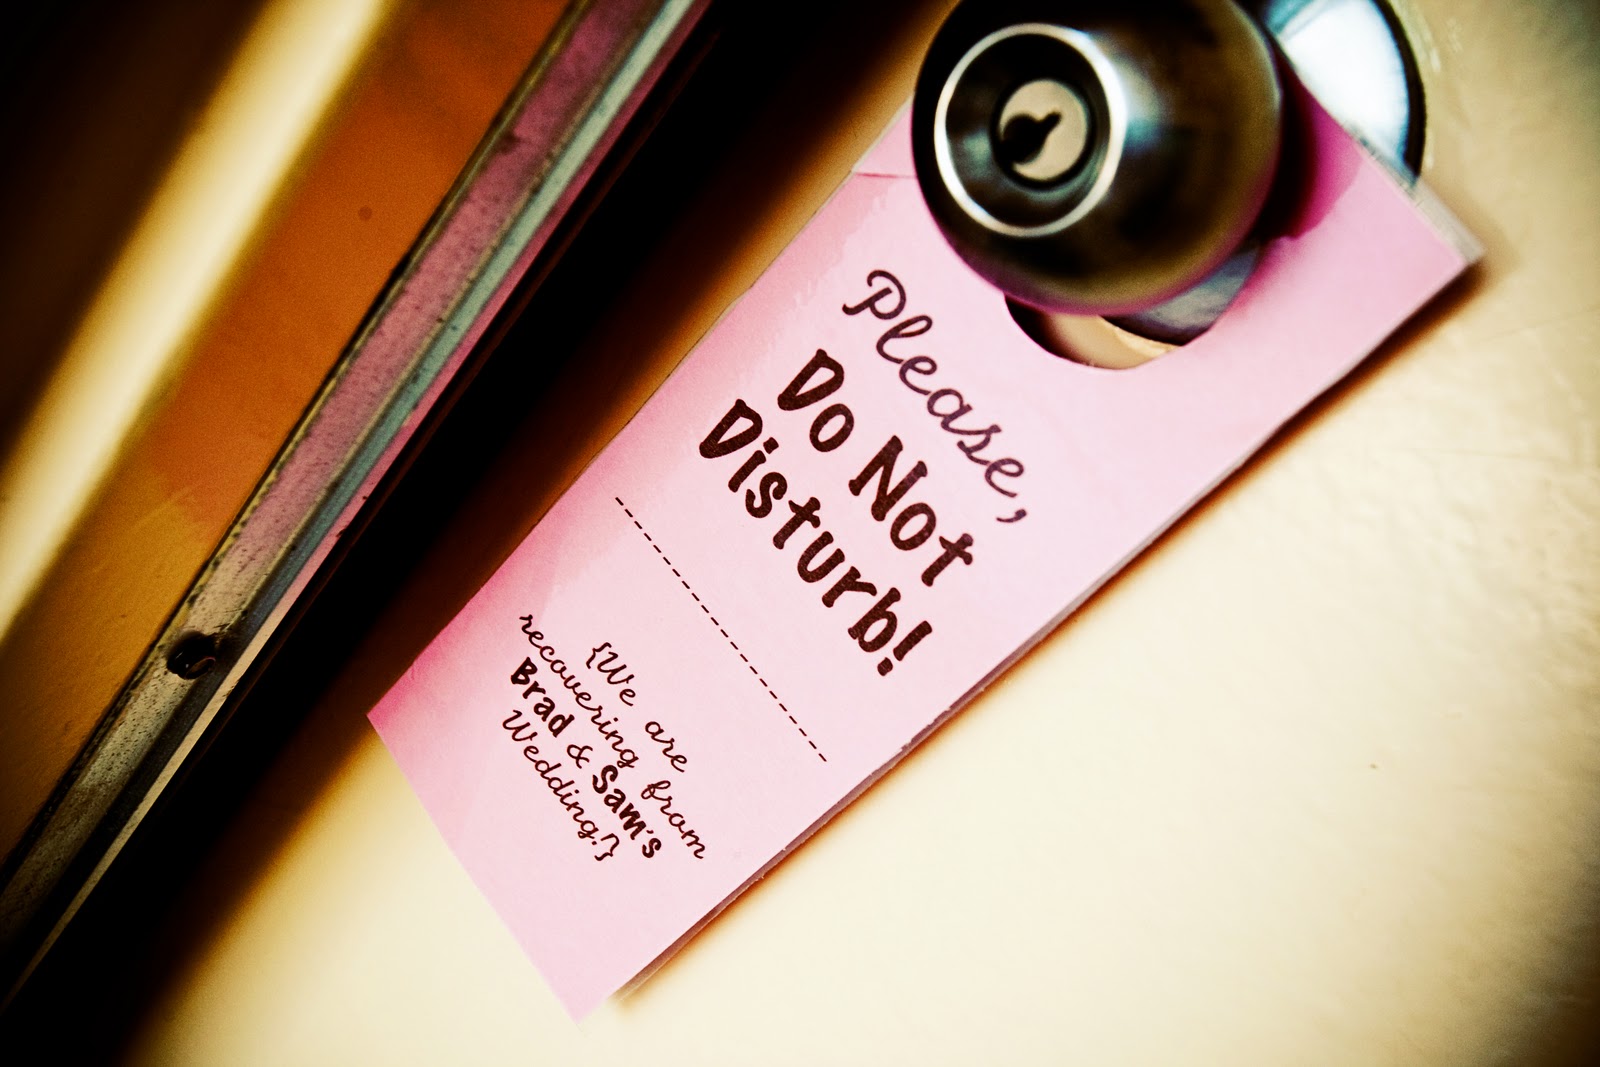 Please,
Do Not
Disturb!
{We are
recovering from
Brad & Sam's
Wedding!}